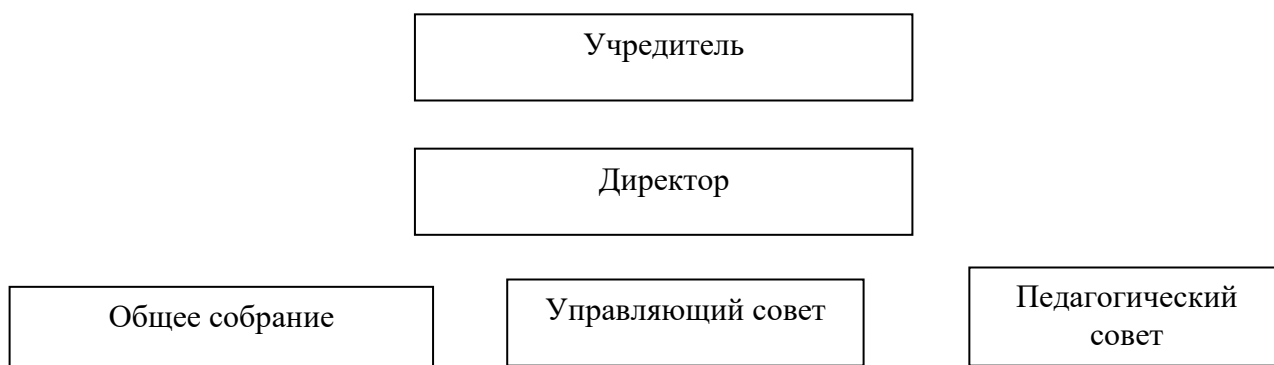 Учредитель
Директор
Общее собрание
Управляющий совет
Педагогический
совет